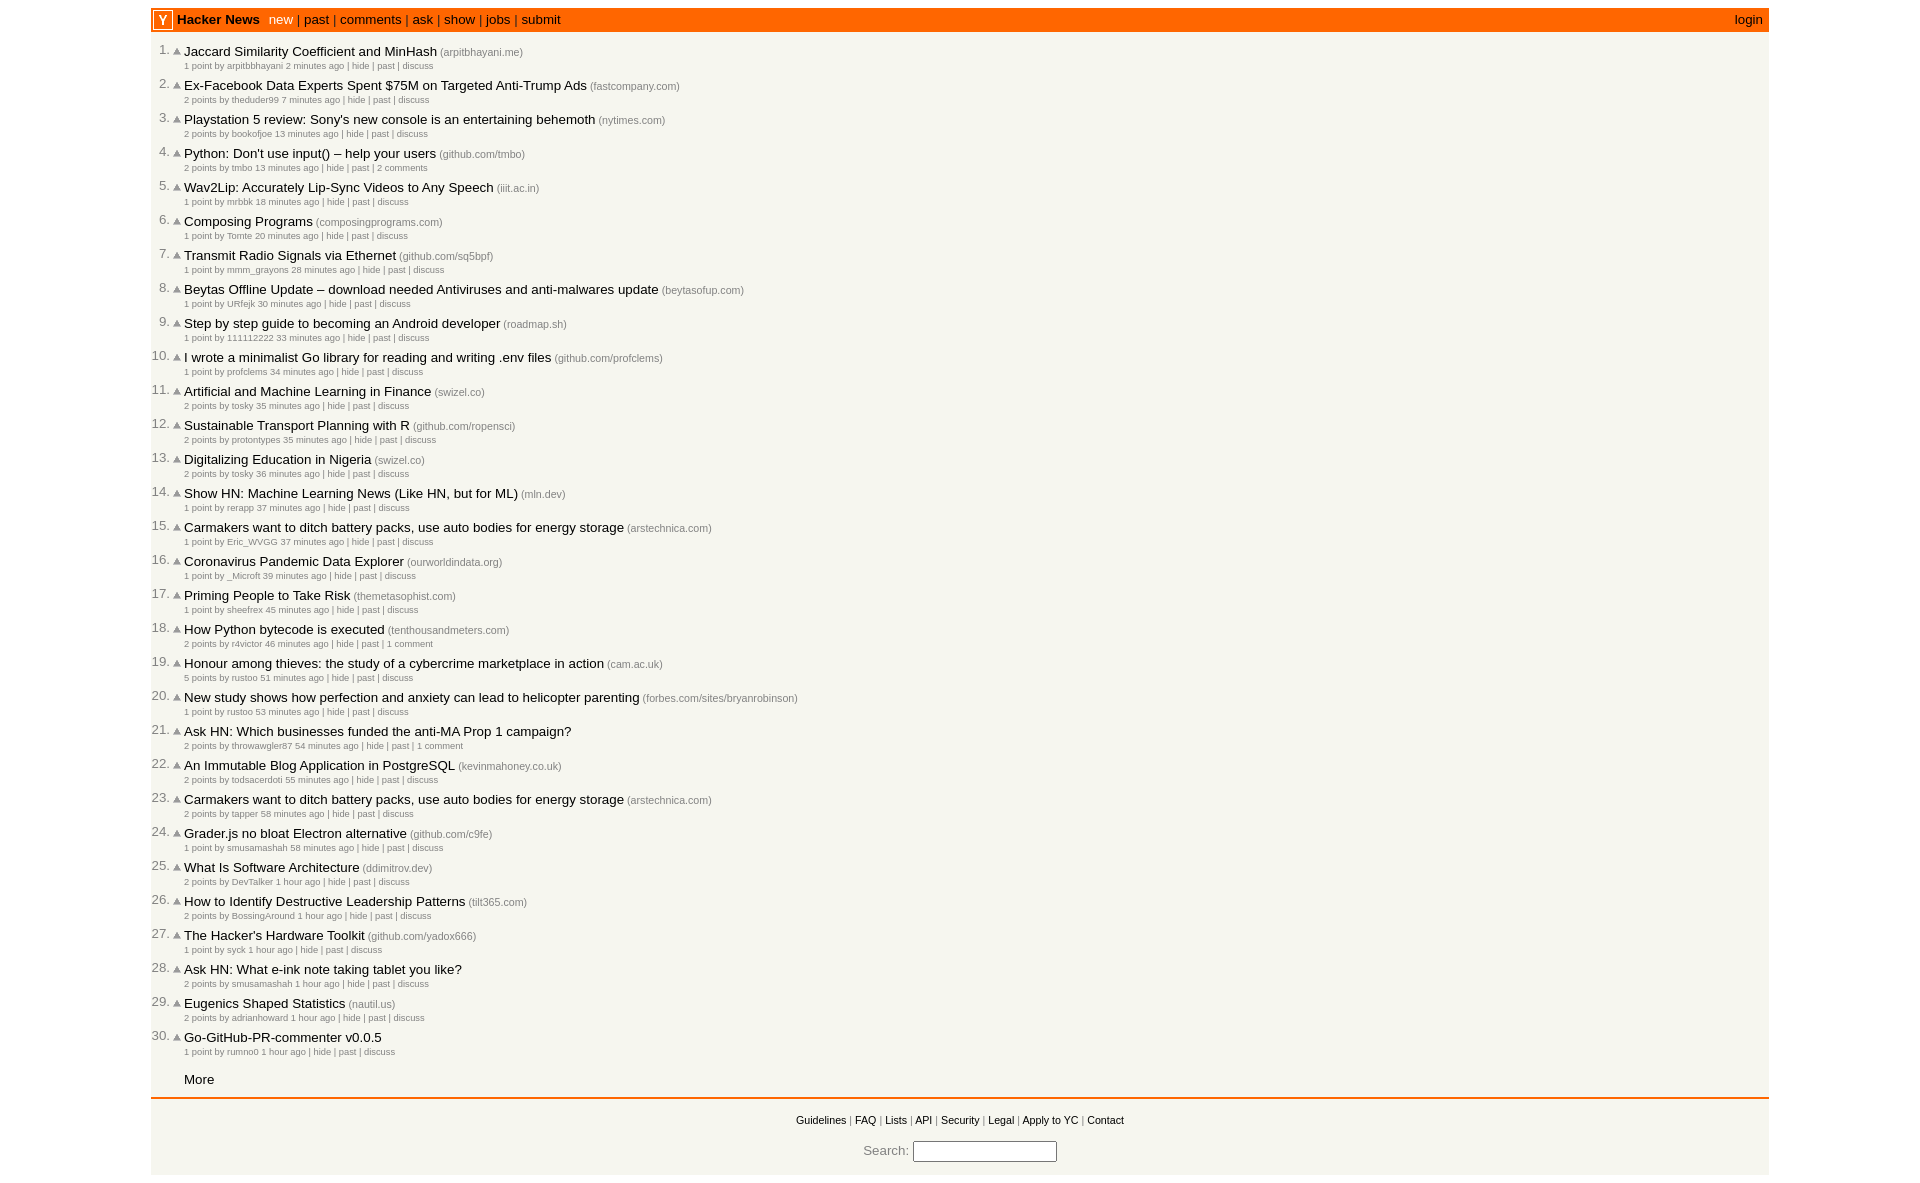 Y Hacker News new | past | comments | ask | show | jobs | submit login
1. Jaccard Similarity Coefficient and MinHash (arpitbhayani.me)
1 point by arpitbbhayani 2 minutes ago | hide | past | discuss
2. Ex-Facebook Data Experts Spent $75M on Targeted Anti-Trump Ads (fastcompany.com)
2 points by theduder99 7 minutes ago | hide | past | discuss
3. Playstation 5 review: Sony's new console is an entertaining behemoth (nytimes.com)
2 points by bookofjoe 13 minutes ago | hide | past | discuss
4. Python: Don't use input() – help your users (github.com/tmbo)
2 points by tmbo 13 minutes ago | hide | past | 2 comments
5. Wav2Lip: Accurately Lip-Sync Videos to Any Speech (iiit.ac.in)
1 point by mrbbk 18 minutes ago | hide | past | discuss
6. Composing Programs (composingprograms.com)
1 point by Tomte 20 minutes ago | hide | past | discuss
7. Transmit Radio Signals via Ethernet (github.com/sq5bpf)
1 point by mmm_grayons 28 minutes ago | hide | past | discuss
8. Beytas Offline Update – download needed Antiviruses and anti-malwares update (beytasofup.com)
1 point by URfejk 30 minutes ago | hide | past | discuss
9. Step by step guide to becoming an Android developer (roadmap.sh)
1 point by 111112222 33 minutes ago | hide | past | discuss
10. I wrote a minimalist Go library for reading and writing .env files (github.com/profclems)
1 point by profclems 34 minutes ago | hide | past | discuss
11. Artificial and Machine Learning in Finance (swizel.co)
2 points by tosky 35 minutes ago | hide | past | discuss
12. Sustainable Transport Planning with R (github.com/ropensci)
2 points by protontypes 35 minutes ago | hide | past | discuss
13. Digitalizing Education in Nigeria (swizel.co)
2 points by tosky 36 minutes ago | hide | past | discuss
14. Show HN: Machine Learning News (Like HN, but for ML) (mln.dev)
1 point by rerapp 37 minutes ago | hide | past | discuss
15. Carmakers want to ditch battery packs, use auto bodies for energy storage (arstechnica.com)
1 point by Eric_WVGG 37 minutes ago | hide | past | discuss
16. Coronavirus Pandemic Data Explorer (ourworldindata.org)
1 point by _Microft 39 minutes ago | hide | past | discuss
17. Priming People to Take Risk (themetasophist.com)
1 point by sheefrex 45 minutes ago | hide | past | discuss
18. How Python bytecode is executed (tenthousandmeters.com)
2 points by r4victor 46 minutes ago | hide | past | 1 comment
19. Honour among thieves: the study of a cybercrime marketplace in action (cam.ac.uk)
5 points by rustoo 51 minutes ago | hide | past | discuss
20. New study shows how perfection and anxiety can lead to helicopter parenting (forbes.com/sites/bryanrobinson)
1 point by rustoo 53 minutes ago | hide | past | discuss
21. Ask HN: Which businesses funded the anti-MA Prop 1 campaign?
2 points by throwawgler87 54 minutes ago | hide | past | 1 comment
22. An Immutable Blog Application in PostgreSQL (kevinmahoney.co.uk)
2 points by todsacerdoti 55 minutes ago | hide | past | discuss
23. Carmakers want to ditch battery packs, use auto bodies for energy storage (arstechnica.com)
2 points by tapper 58 minutes ago | hide | past | discuss
24. Grader.js no bloat Electron alternative (github.com/c9fe)
1 point by smusamashah 58 minutes ago | hide | past | discuss
25. What Is Software Architecture (ddimitrov.dev)
2 points by DevTalker 1 hour ago | hide | past | discuss
26. How to Identify Destructive Leadership Patterns (tilt365.com)
2 points by BossingAround 1 hour ago | hide | past | discuss
27. The Hacker's Hardware Toolkit (github.com/yadox666)
1 point by syck 1 hour ago | hide | past | discuss
28. Ask HN: What e-ink note taking tablet you like?
2 points by smusamashah 1 hour ago | hide | past | discuss
29. Eugenics Shaped Statistics (nautil.us)
2 points by adrianhoward 1 hour ago | hide | past | discuss
30. Go-GitHub-PR-commenter v0.0.5
1 point by rumno0 1 hour ago | hide | past | discuss
More
Guidelines | FAQ | Lists | API | Security | Legal | Apply to YC | Contact
Search: